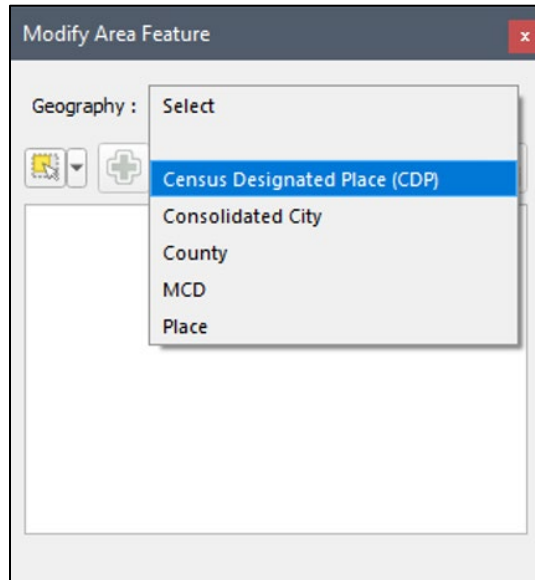 Modify Area Feature
x
Geography : Select
Census Designated Place (CDP)
Consolidated City
County
MCD
Place